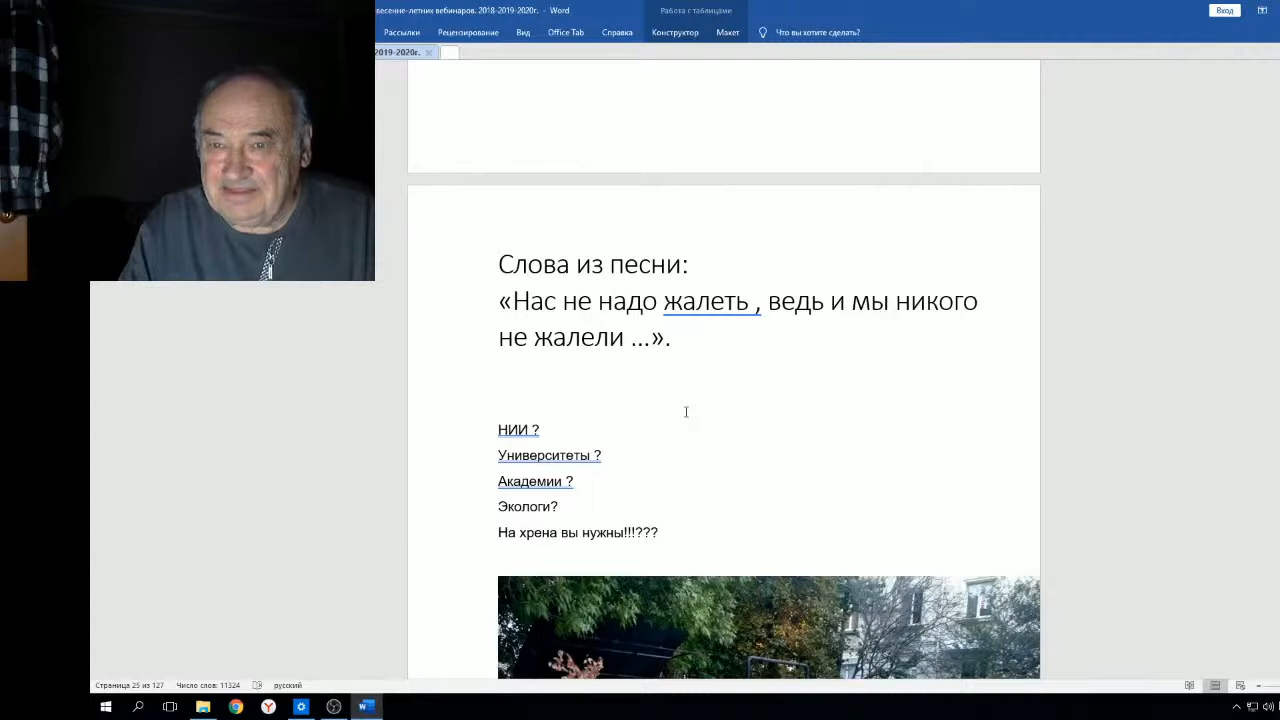 весенне-летних вебинаров. 2018-2019-2020г. - Word
Работа с таблицами
Вход
Рассылки Рецензирование Вид Office Tab Справка Конструктор Макет Что вы хотите сделать?
2019-2020г.
Слова из песни:
«Нас не надо жалеть , ведь и мы никого
не жалели ...».
НИИ ?
Университеты ?
Академии ?
Экологи?
На хрена вы нужны!!!???
Страница 25 из 127 Число слов: 11324 русский